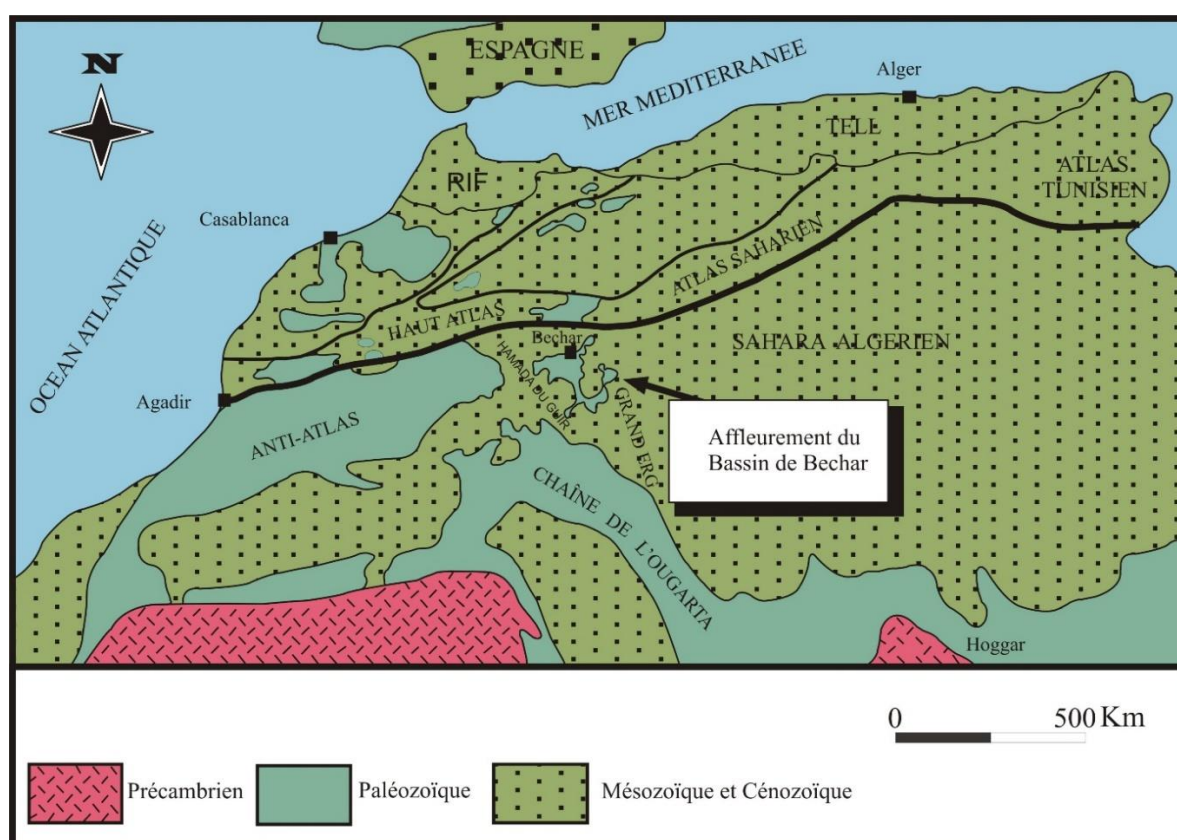 ESPAGNE
N
MER MEDITERRANEE
Alger
TELL
ATLAS
TUNISIEN
RIF
Casablanca
OCEAN ATLANTIQUE
ATLAS SAHARIEN
HAUT ATLAS
Bechar
SAHARA ALGERIEN
HAMADA DU GUIR
Agadir
GRAND ERG
ANTI-ATLAS
Affleurement du
Bassin de Bechar
CHAÎNE DE L'OUGARTA
Hoggar
0 500 Km
Précambrien
Paléozoïque
Mésozoïque et Cénozoïque